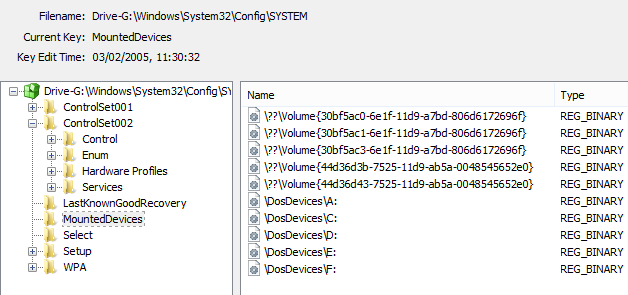 Filename: Drive-G:\Windows\System32\Config\SYSTEM
Current Key: MountedDevices
Key Edit Time: 03/02/2005, 11:30:32
Drive-G:\Windows\System32\Config\S\
ControlSet001
ControlSet002
Control
Enum
Hardware Profiles
Services
LastKnownGoodRecovery
MountedDevices
Select
Setup
WPA
Name Type
\??\Volume{30bf5ac0-6e1f-11d9-a7bd-806d6172696f} REG_BINARY
\??\Volume{30bf5ac1-6e1f-11d9-a7bd-806d6172696f} REG_BINARY
\??\Volume{30bf5ac3-6e1f-11d9-a7bd-806d6172696f} REG_BINARY
\??\Volume{44d36d3b-7525-11d9-ab5a-0048545652e0} REG_BINARY
\??\Volume{44d36d43-7525-11d9-ab5a-0048545652e0} REG_BINARY
\DosDevices\A: REG_BINARY
\DosDevices\C: REG_BINARY
\DosDevices\D: REG_BINARY
\DosDevices\E: REG_BINARY
\DosDevices\F: REG_BINARY